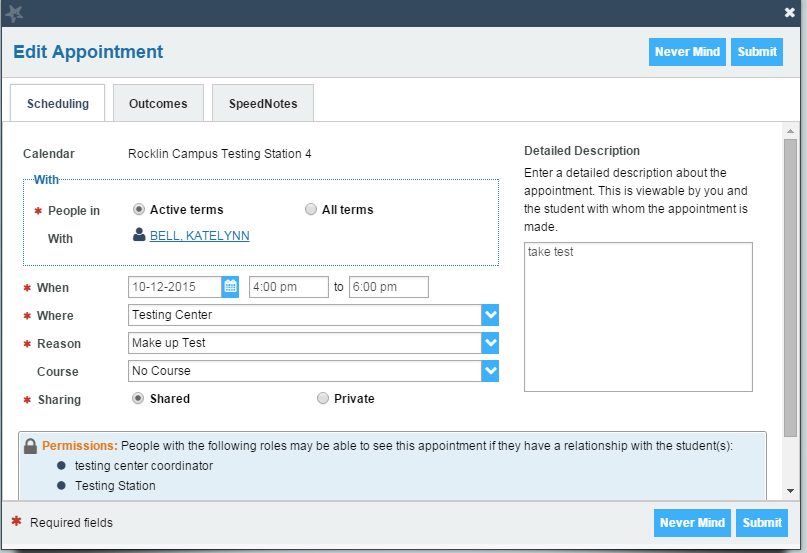 Edit Appointment
Never Mind
Submit
Scheduling
Outcomes
SpeedNotes
Calendar
Rocklin Campus Testing Station 4
With
People in
Active terms
All terms
With
BELL, KATELYNN
When
10-12-2015
4:00 pm
to
6:00 pm
Where
Testing Center
Reason
Make up Test
Course
No Course
Sharing
Shared
Private
Detailed Description
Enter a detailed description about the
appointment. This is viewable by you and
the student with whom the appointment is
made.
take test
Permissions: People with the following roles may be able to see this appointment if they have a relationship with the student(s):
testing center coordinator
Testing Station
Required fields
Never Mind
Submit